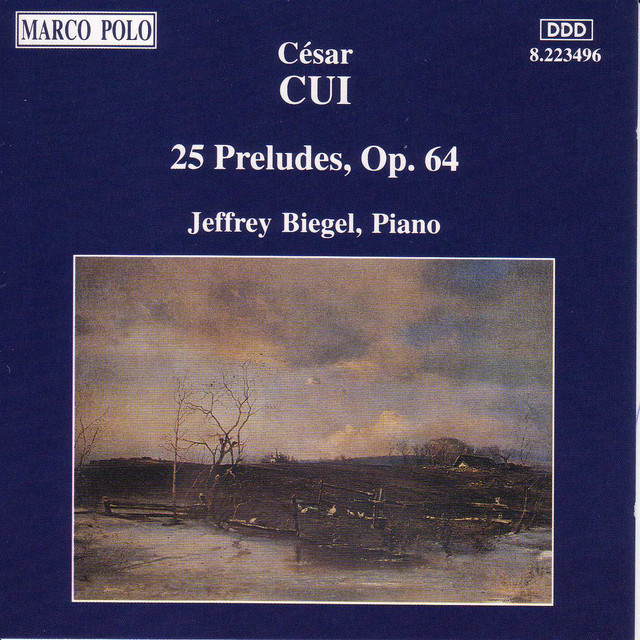 MARCO POLO
DDD
8.223496
César
CUI
25 Preludes, Op. 64
Jeffrey Biegel, Piano